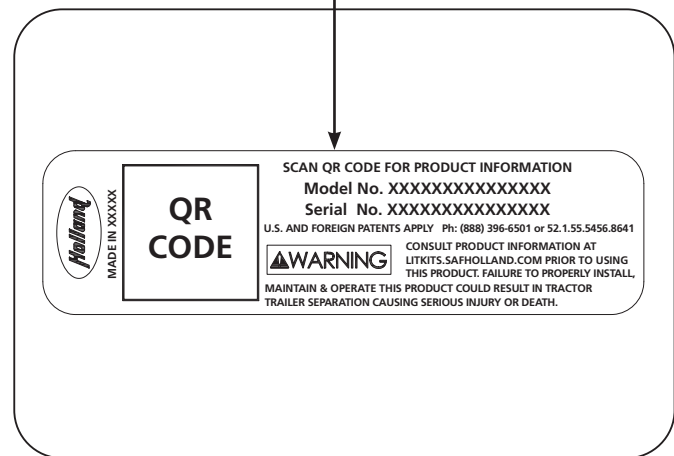 Holland
MADE IN XXXXX
QR
CODE
SCAN QR CODE FOR PRODUCT INFORMATION
Model No. XXXXXXXXXXXXXXX
Serial No. XXXXXXXXXXXXXXX
U.S. AND FOREIGN PATENTS APPLY Ph: (888) 396-6501 or 52.1.55.5456.8641
WARNING
CONSULT PRODUCT INFORMATION AT
LITKITS.SAFHOLLAND.COM PRIOR TO USING
THIS PRODUCT. FAILURE TO PROPERLY INSTALL,
MAINTAIN & OPERATE THIS PRODUCT COULD RESULT IN TRACTOR
TRAILER SEPARATION CAUSING SERIOUS INJURY OR DEATH.